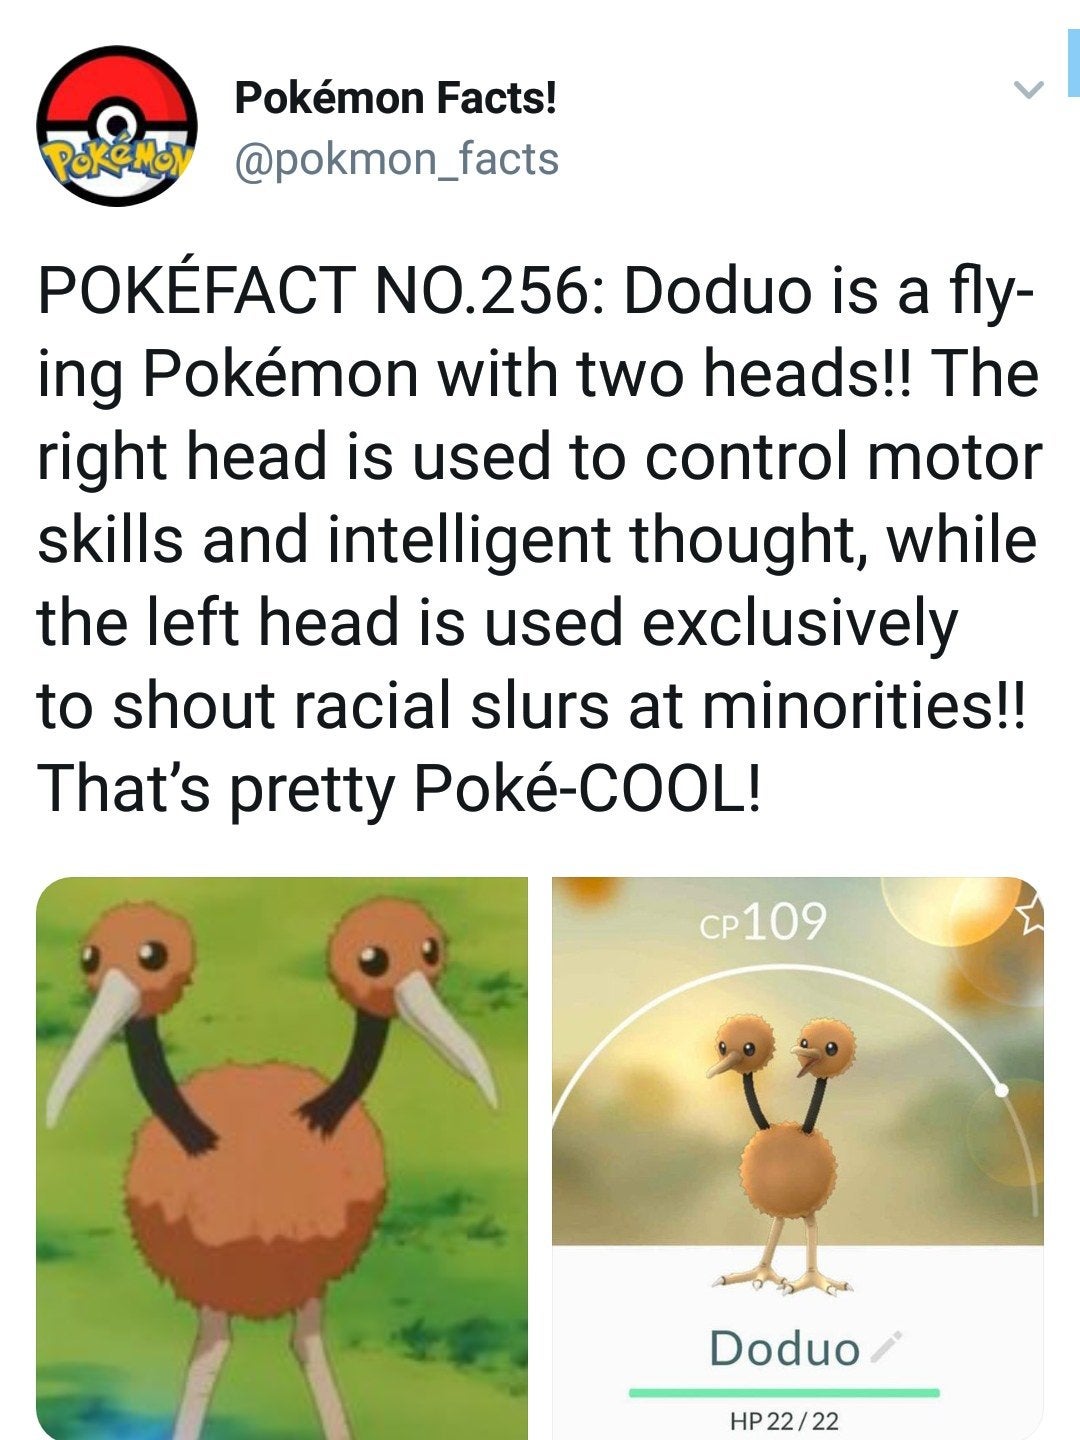 Pokémon
Pokémon Facts!
@pokmon_facts
POKÉFACT NO.256: Doduo is a fly-
ing Pokémon with two heads!! The
right head is used to control motor
skills and intelligent thought, while
the left head is used exclusively
to shout racial slurs at minorities!!
That’s pretty Poké-COOL!
CP109
Doduo
HP 22 / 22